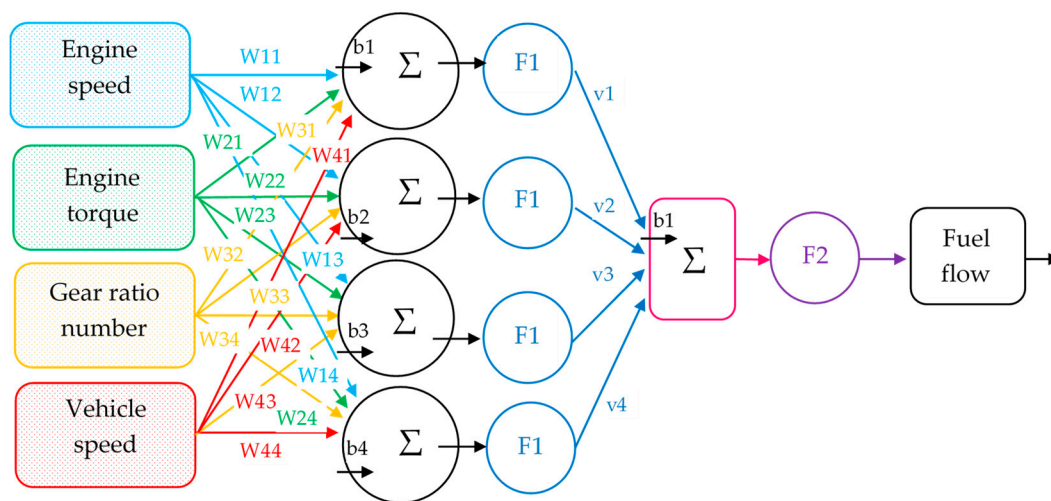 Engine
speed
Engine
torque
Gear ratio
number
Vehicle
speed
W11
W12
W21
W31
W41
W22
W23
W32
W13
W33
W34
W42
W14
W43
W24
W44
b1
Σ
b2
Σ
b3
Σ
b4
Σ
F1
F1
F1
F1
v1
v2
v3
v4
b1
Σ
F2
Fuel
flow